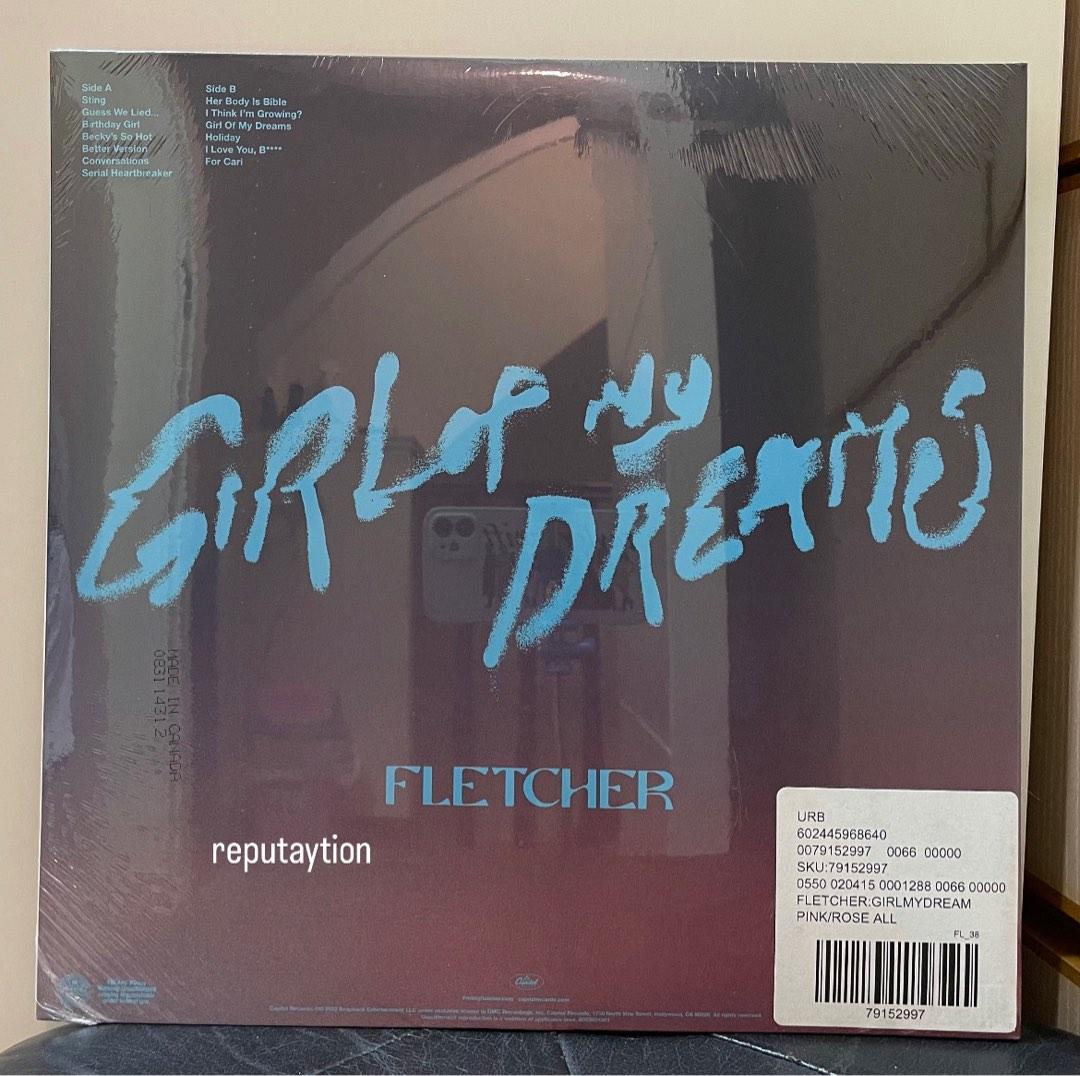 Side A
Sting
Guess We Lied...
Birthday Girl
Becky's So Hot
Better Version
Conversations
Serial Heartbreaker
Side B
Her Body Is Bible
I Think I'm Growing?
Girl Of My Dreams
Holiday
I Love You, B****
For Cari
GIRL OF MY
DREAMS
MADE IN CANADA
FLETCHER
reputaytion
URB
602445968640
0079152997 0066 00000
SKU:79152997
0550 020415 0001288 0066 00000
FLETCHER:GIRLMYDREAM
PINK/ROSE ALL
FL_38
79152997
Capitol